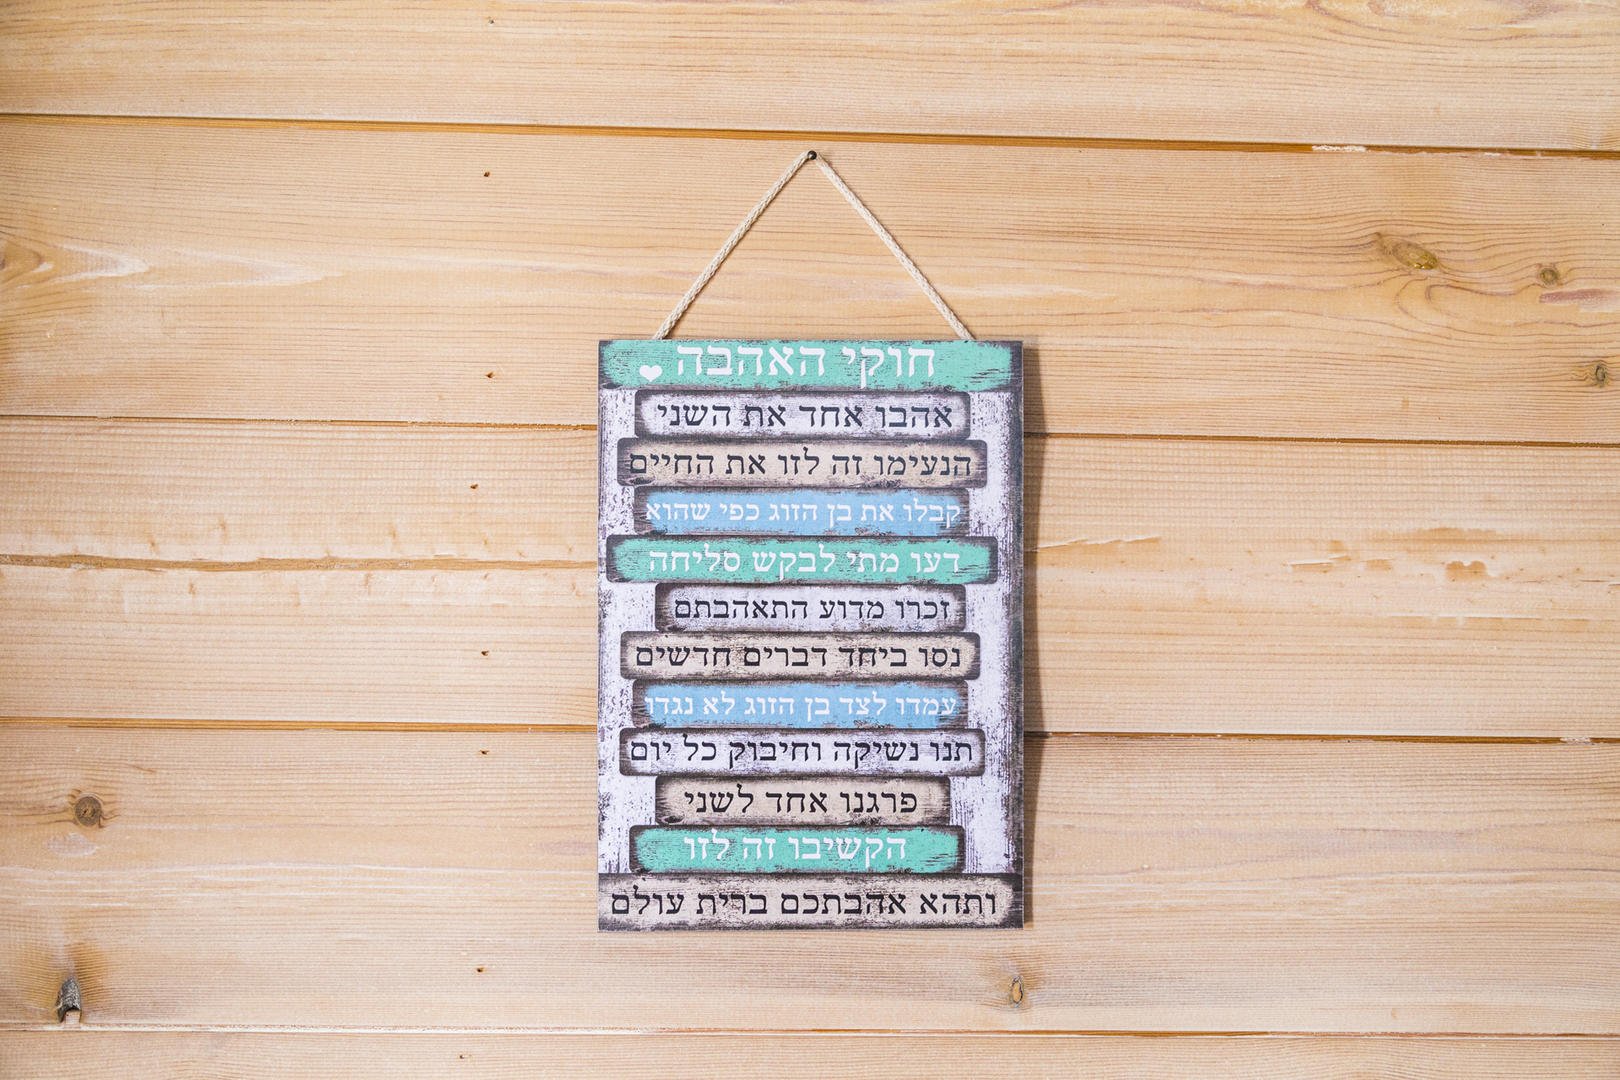 חוקי האהבה
אהבו אחד את השני
הנעימו זה לזו את החיים
קבלו את בן הזוג כפי שהוא
דעו מתי לבקש סליחה
זכרו מדוע התאהבתם
נסו ביחד דברים חדשים
עמדו לצד בן הזוג לא נגדו
תנו נשיקה וחיבוק כל יום
פרגנו אחד לשני
הקשיבו זה לזו
ותהא אהבתכם ברית עולם